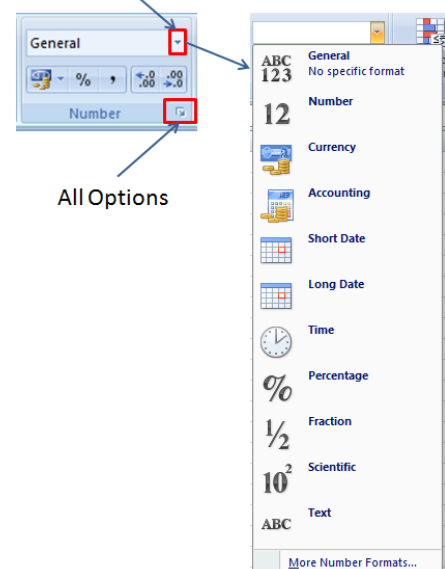 General
% ,
.0 .00
.00 .0
Number
All Options
ABC
123
General
No specific format
12
Number
Currency
Accounting
Short Date
Long Date
Time
%
Percentage
1/2
Fraction
10²
Scientific
ABC
Text
More Number Formats...